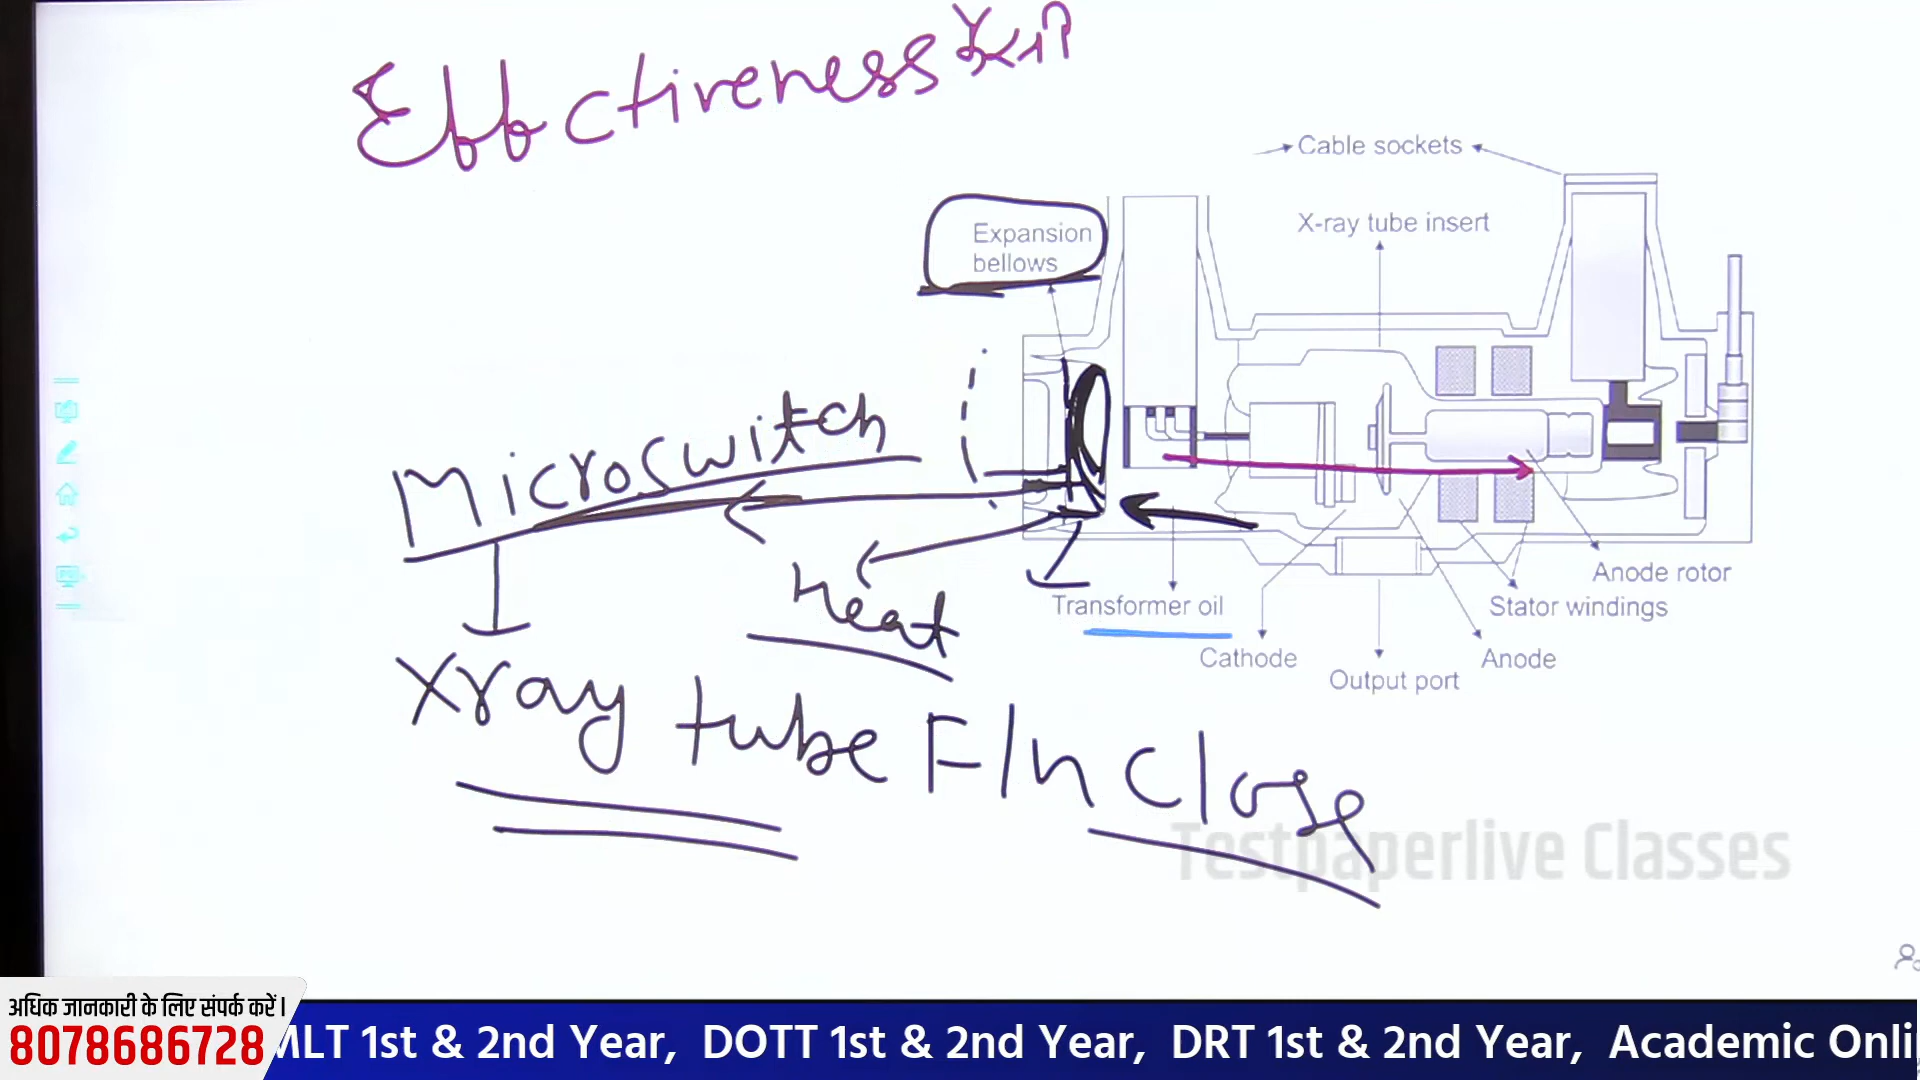 Effectiveness
Cable sockets
X-ray tube insert
Expansion
bellows
Microswitch
Heat
Anode rotor
Transformer oil
Stator windings
Cathode
Anode
Output port
Xray tube F/n Close
Testpaperlive Classes
अधिक जानकारी के लिए संपर्क करें।
8078686728
MLT 1st & 2nd Year, DOTT 1st & 2nd Year, DRT 1st & 2nd Year, Academic Onli